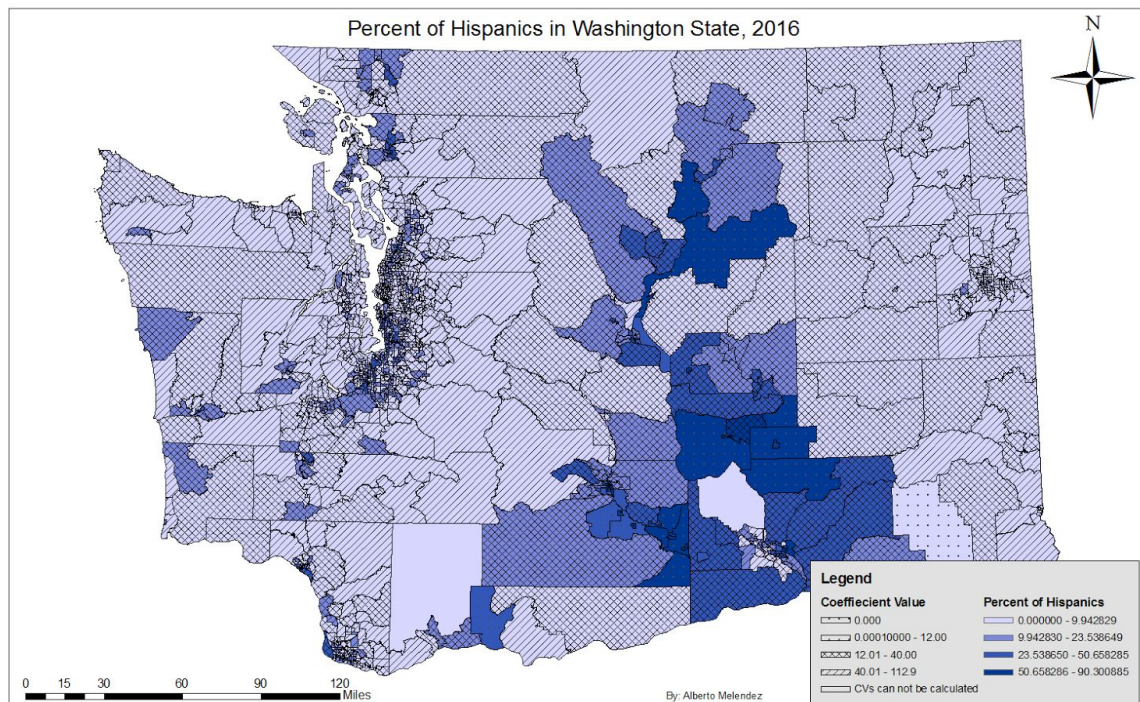 Percent of Hispanics in Washington State, 2016
N
Legend
Coeffiecient Value
Percent of Hispanics
0.000
0.00010000 - 12.00
12.01 - 40.00
40.01 - 112.9
CVs can not be calculated
0.000000 - 9.942829
9.942830 - 23.538649
23.538650 - 50.658285
50.658286 - 90.300885
0 15 30 60 90 120
Miles
By: Alberto Melendez